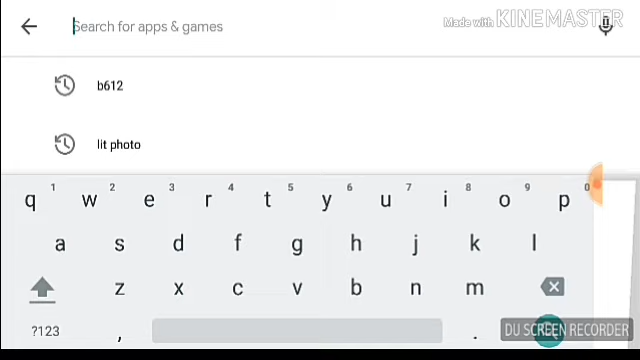 Search for apps & games
Made with KINEMASTER
b612
lit photo
1 2 3 4 5 6 7 8 9 0
q w e r t y u i o p
a s d f g h j k l
z x c v b n m
?123 , .
DU SCREEN RECORDER